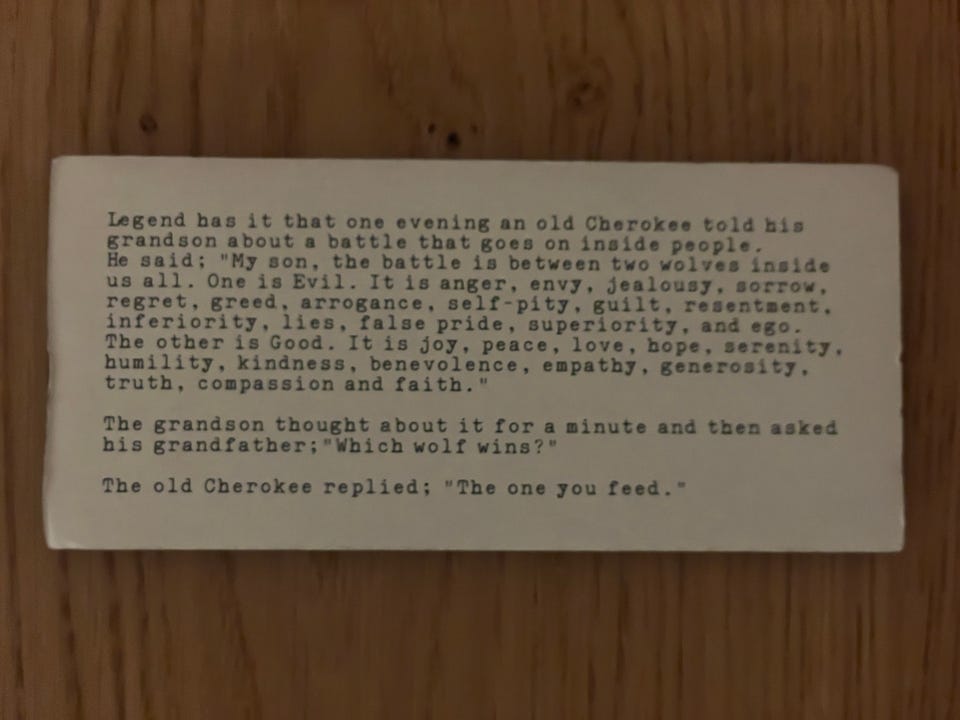 Legend has it that one evening an old Cherokee told his
grandson about a battle that goes on inside people.
He said; "My son, the battle is between two wolves inside
us all. One is Evil. It is anger, envy, jealousy, sorrow,
regret, greed, arrogance, self-pity, guilt, resentment,
inferiority, lies, false pride, superiority, and ego.
The other is Good. It is joy, peace, love, hope, serenity,
humility, kindness, benevolence, empathy, generosity,
truth, compassion and faith."
The grandson thought about it for a minute and then asked
his grandfather;"Which wolf wins?"
The old Cherokee replied; "The one you feed."